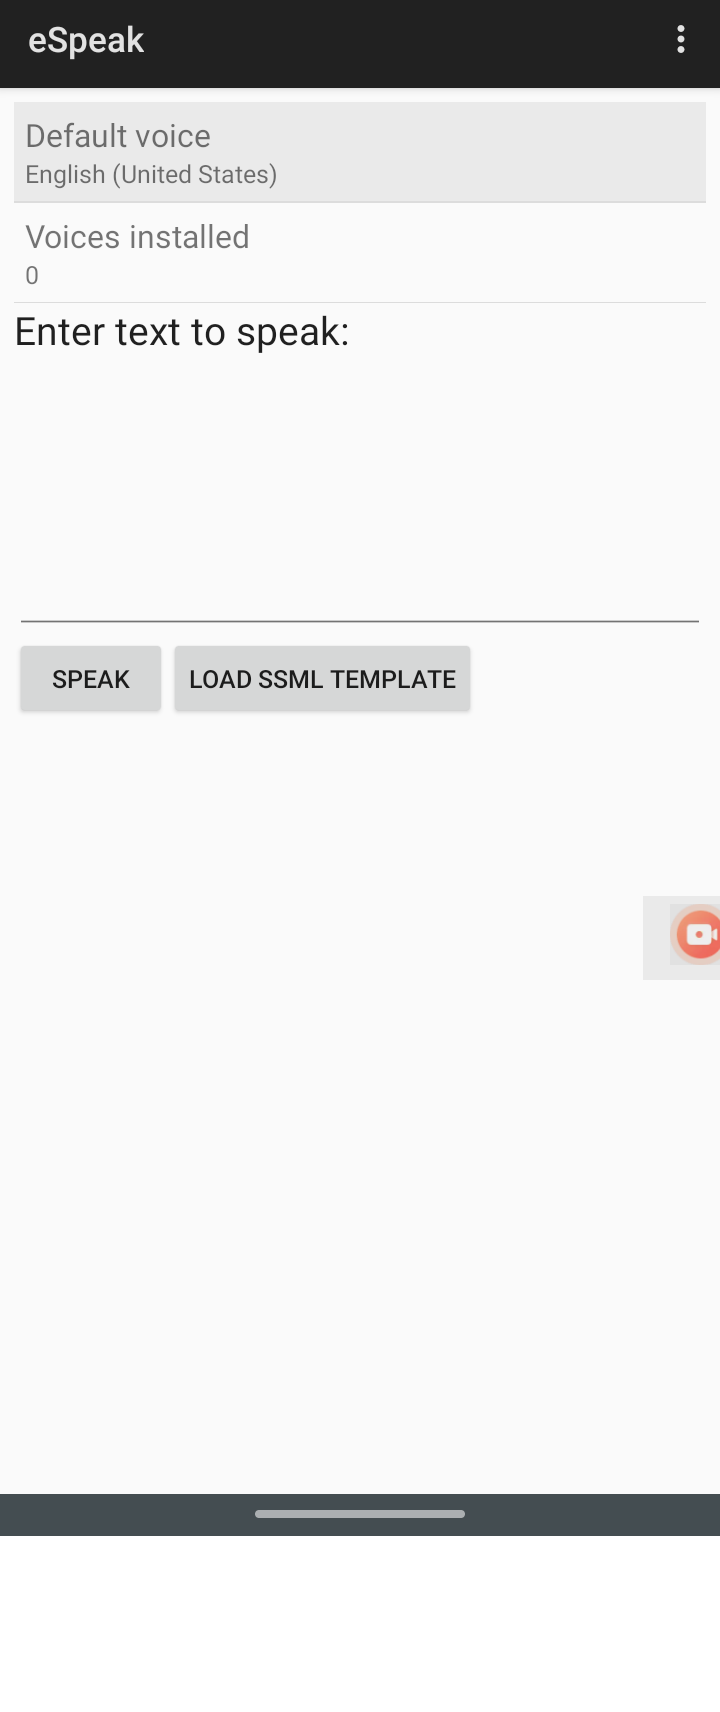 eSpeak
Default voice
English (United States)
Voices installed
0
Enter text to speak:
SPEAK
LOAD SSML TEMPLATE